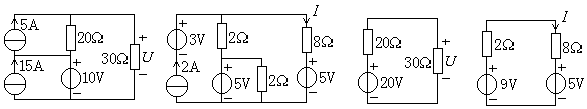 5A 20Ω + 30Ω U − 15A + 10V −
+ 3V − 2A 2Ω + 5V − 2Ω I 8Ω + 5V −
20Ω + 20V − 30Ω + U −
2Ω + 9V − I 8Ω + 5V −